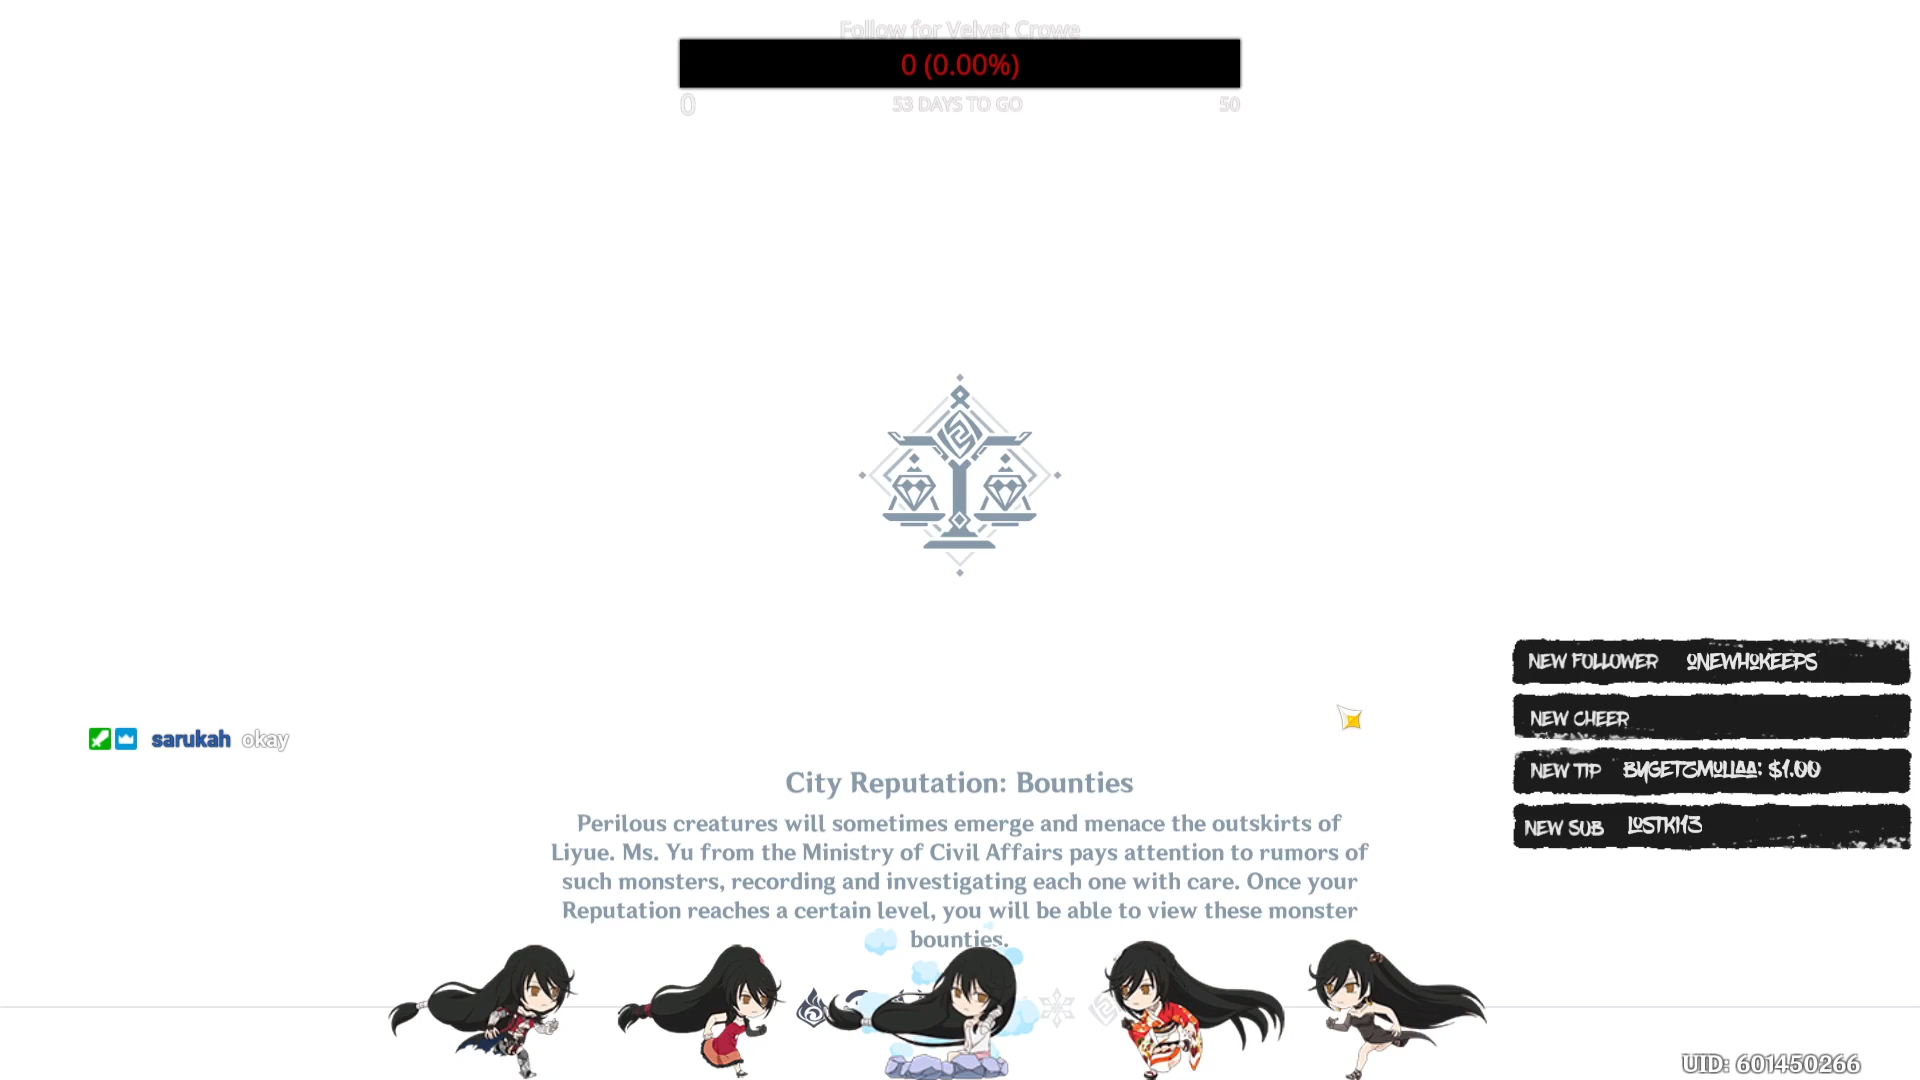 Follow for Velvet Crowe
0 (0.00%)
0 53 DAYS TO GO 50
NEW FOLLOWER ONEWHOKEEPS
NEW CHEER
sarukah okay
NEW TIP BYGETZMULLAA: $1.00
City Reputation: Bounties
NEW SUB LOSTKH3
Perilous creatures will sometimes emerge and menace the outskirts of
Liyue. Ms. Yu from the Ministry of Civil Affairs pays attention to rumors of
such monsters, recording and investigating each one with care. Once your
Reputation reaches a certain level, you will be able to view these monster
bounties.
UID: 601450266